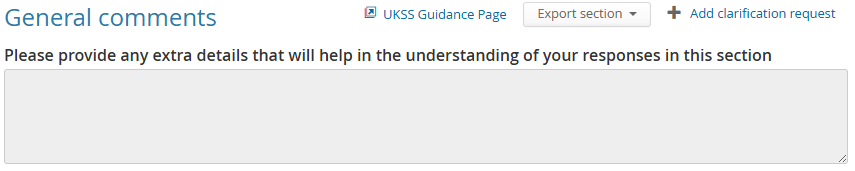 General comments
UKSS Guidance Page
Export section
Add clarification request
Please provide any extra details that will help in the understanding of your responses in this section